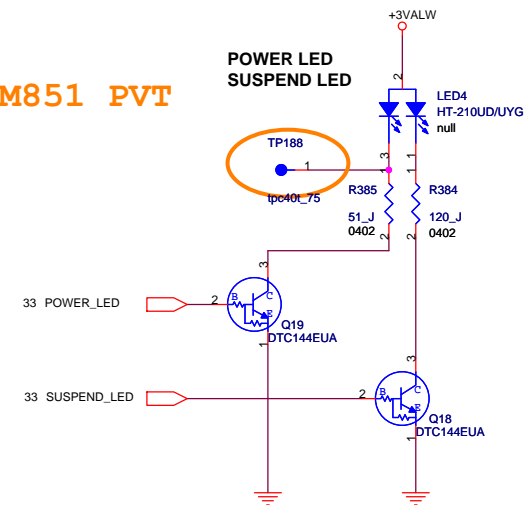 +3VALW
POWER LED
SUSPEND LED
M851 PVT
2
LED4
HT-210UD/UYG
null
TP188
1
3
1
1
1
tpc40t_75
R385
R384
51_J
120_J
0402
0402
2
2
3
33 POWER_LED
2
B
C
E
Q19
DTC144EUA
1
3
33 SUSPEND_LED
2
B
C
E
Q18
DTC144EUA
1